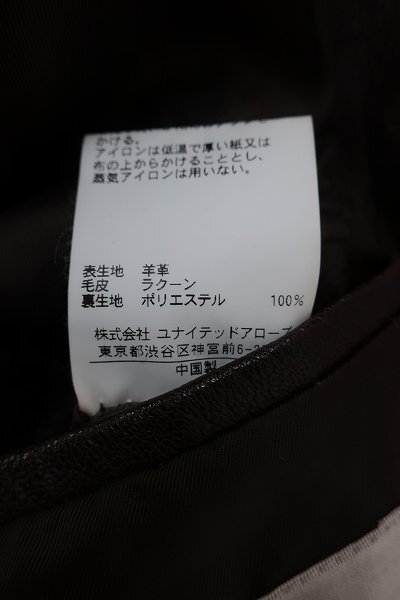 かける。
アイロンは低温で厚い紙又は
布の上からかけることとし、
蒸気アイロンは用いない。
表生地 羊革
毛皮 ラクーン
裏生地 ポリエステル 100%
株式会社 ユナイテッドアローズ
東京都渋谷区神宮前6-2
中国製